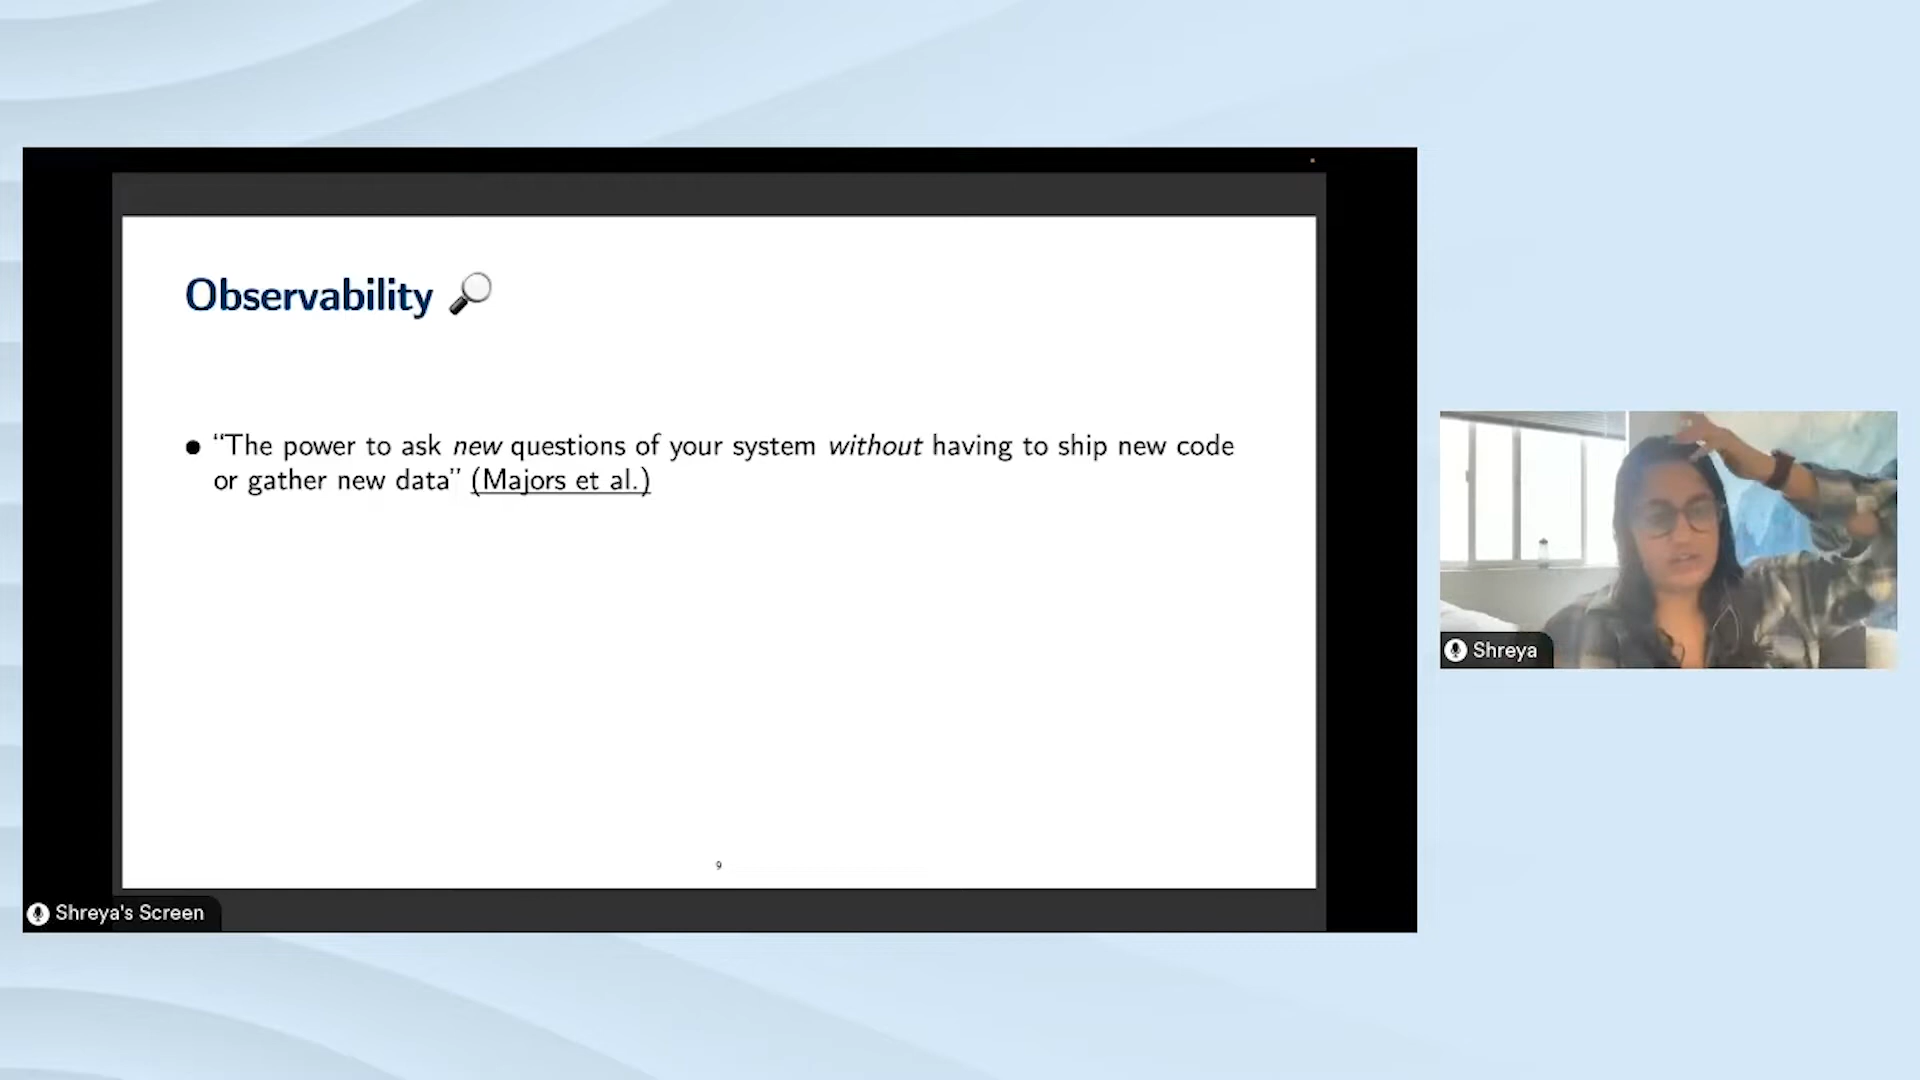 Observability
• “The power to ask new questions of your system without having to ship new code
or gather new data” (Majors et al.)
9
Shreya's Screen
Shreya